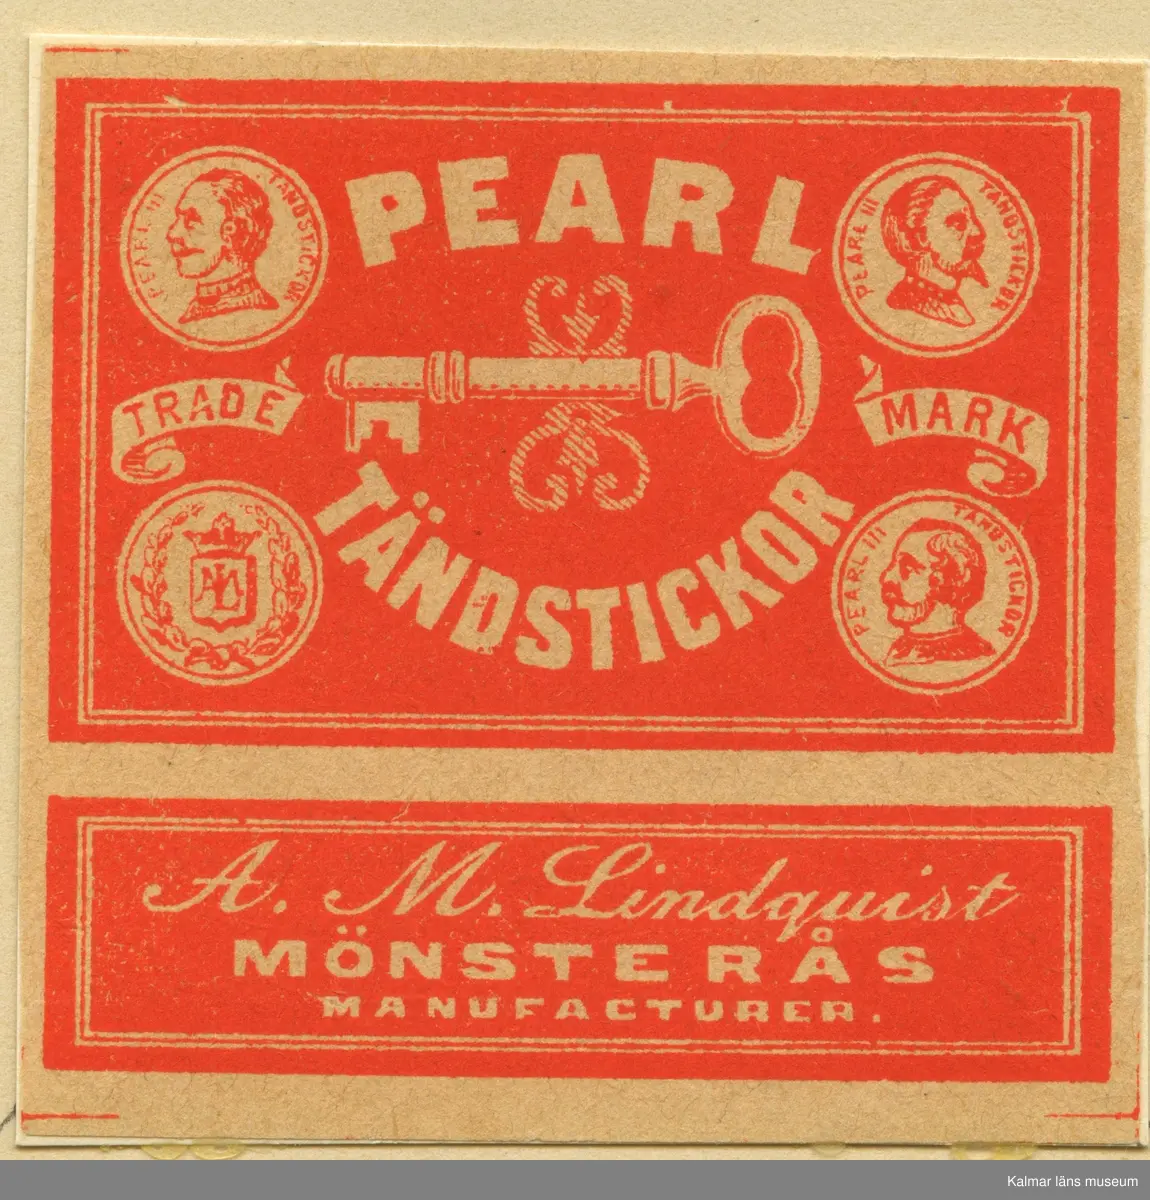 PEARL
PEARL III TÄNDSTICKOR
PEARL III TÄNDSTICKOR
TRADE MARK
TÄNDSTICKOR
PEARL III TÄNDSTICKOR
A. M. Lindquist
MÖNSTERÅS
MANUFACTURER.
Kalmar läns museum